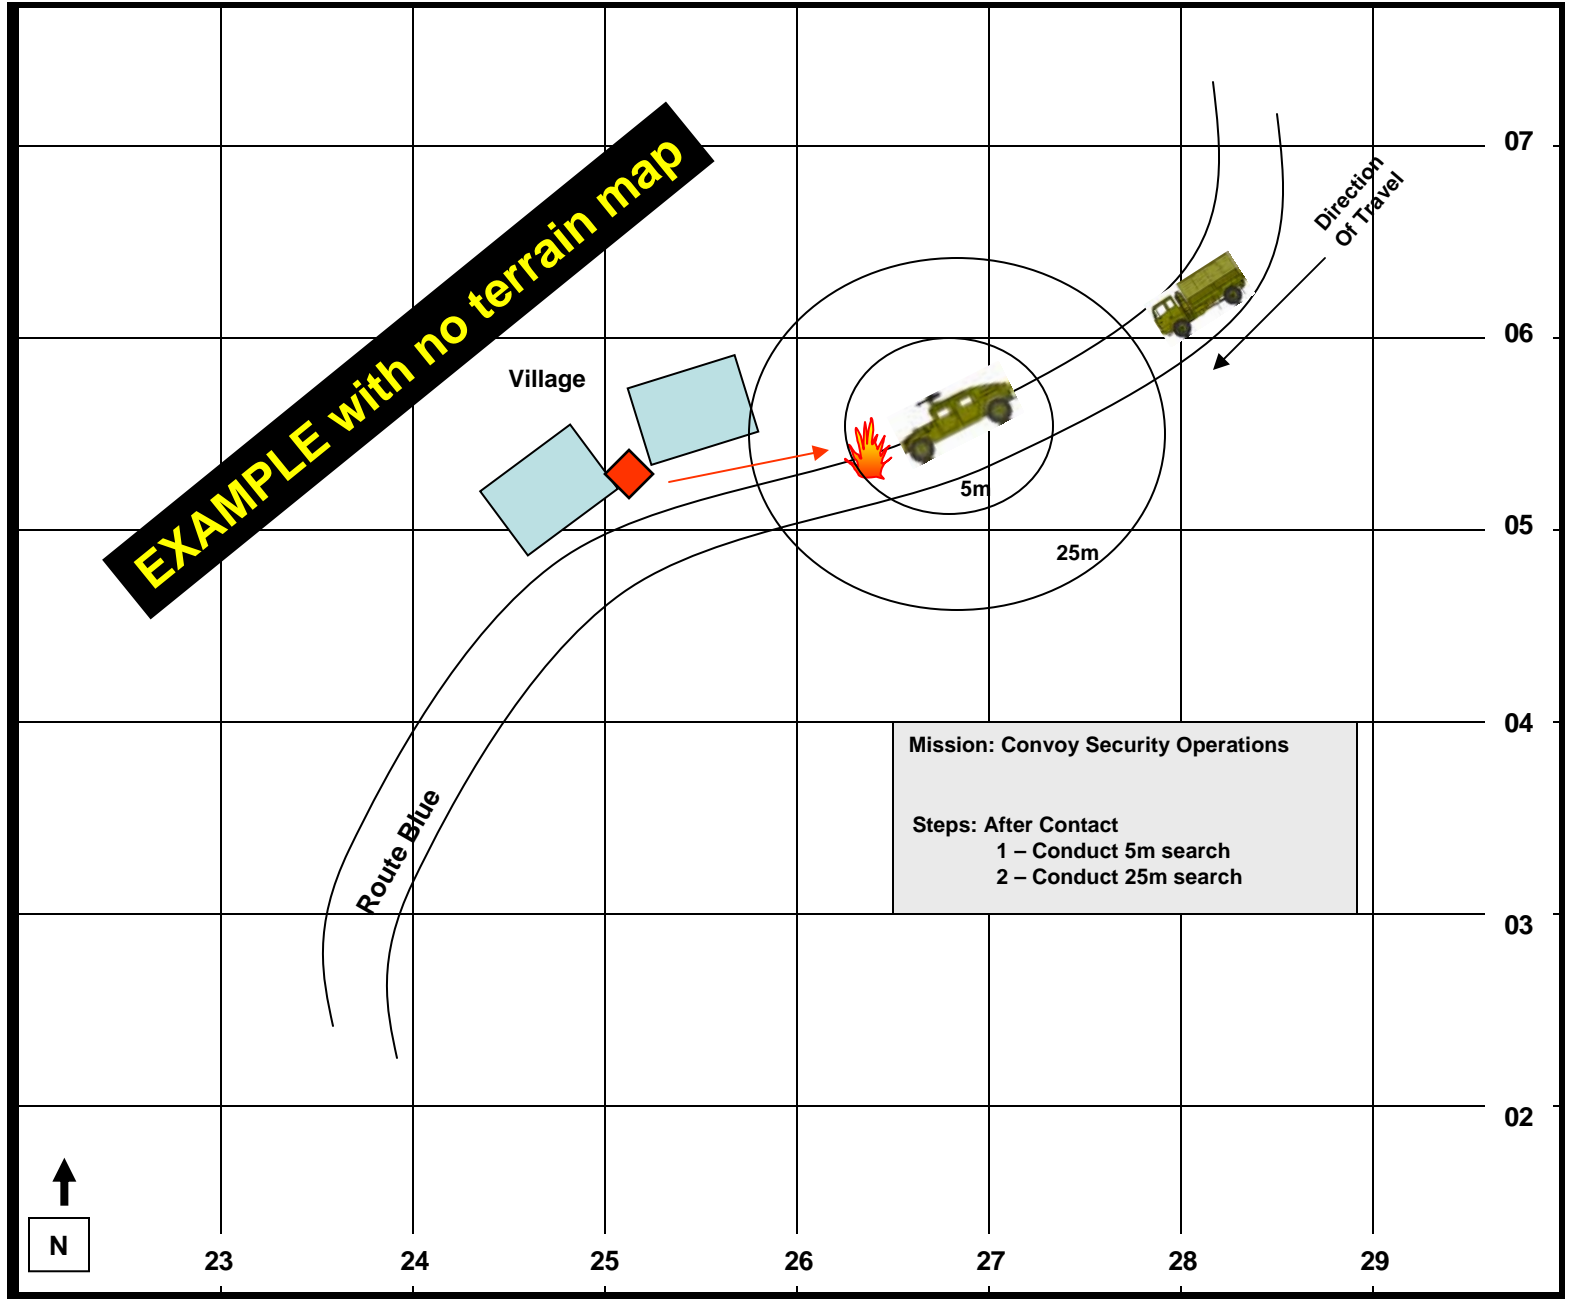 EXAMPLE with no terrain map
07
Direction
Of Travel
06
Village
5m
05
25m
04
Mission: Convoy Security Operations
Steps: After Contact
1 – Conduct 5m search
2 – Conduct 25m search
Route Blue
03
02
N
23 24 25 26 27 28 29